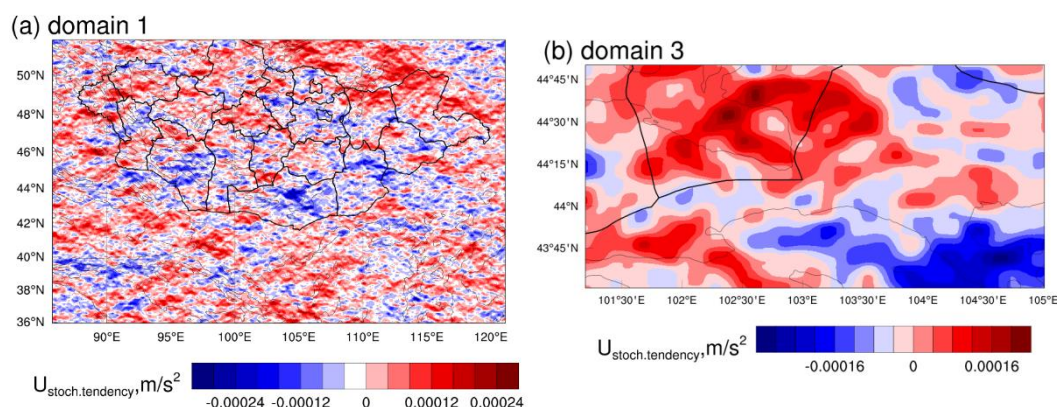 (a) domain 1
50°N
48°N
46°N
44°N
42°N
40°N
38°N
36°N
90°E 95°E 100°E 105°E 110°E 115°E 120°E
U stoch.tendency, m/s²
-0.00024 -0.00012 0 0.00012 0.00024
(b) domain 3
44°45'N
44°30'N
44°15'N
44°N
43°45'N
101°30'E 102°E 102°30'E 103°E 103°30'E 104°E 104°30'E 105°E
U stoch.tendency, m/s²
-0.00016 0 0.00016